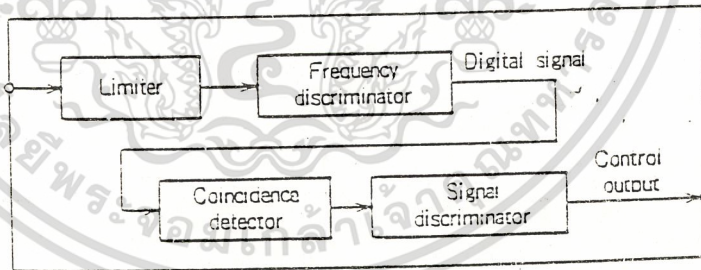 Limiter
Frequency
discriminator
Digital signal
Coincidence
detector
Signal
discriminator
Control
output